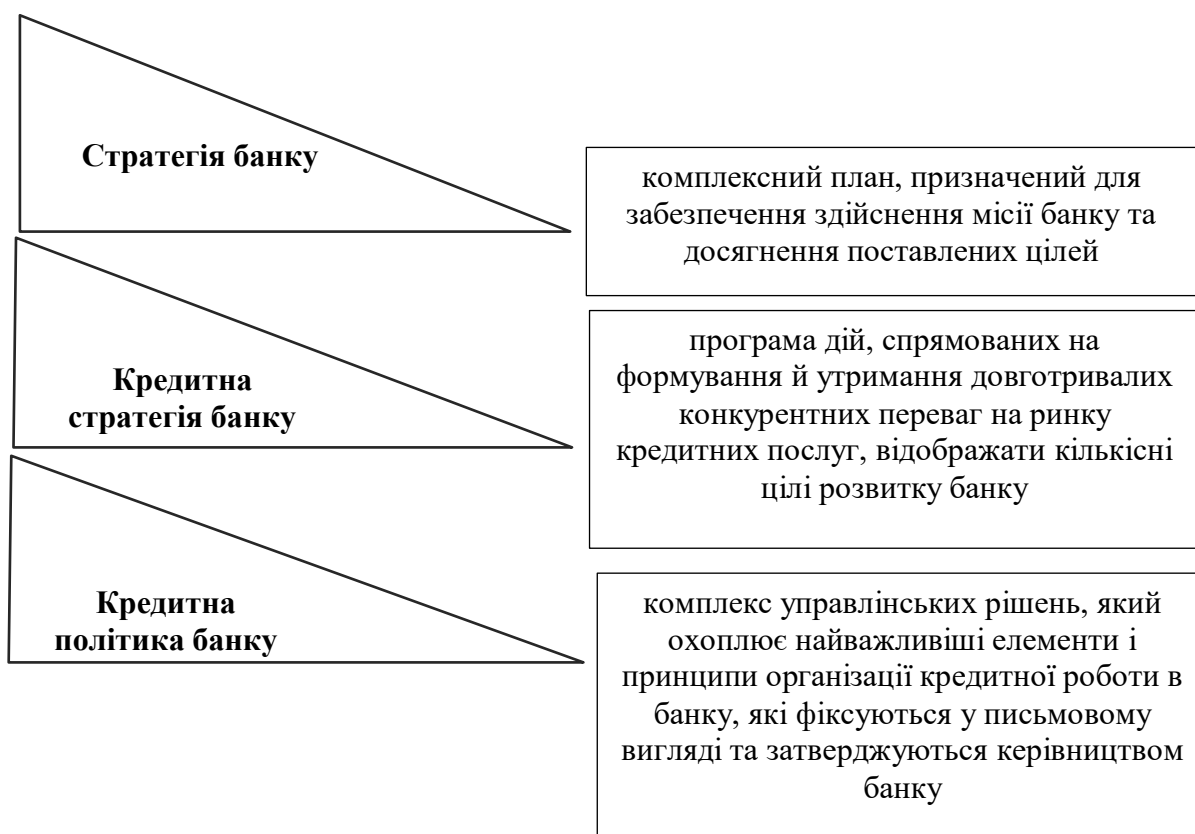 Стратегія банку
комплексний план, призначений для
забезпечення здійснення місії банку та
досягнення поставлених цілей
Кредитна
стратегія банку
програма дій, спрямованих на
формування й утримання довготривалих
конкурентних переваг на ринку
кредитних послуг, відображати кількісні
цілі розвитку банку
Кредитна
політика банку
комплекс управлінських рішень, який
охоплює найважливіші елементи і
принципи організації кредитної роботи в
банку, які фіксуються у письмовому
вигляді та затверджуються керівництвом
банку